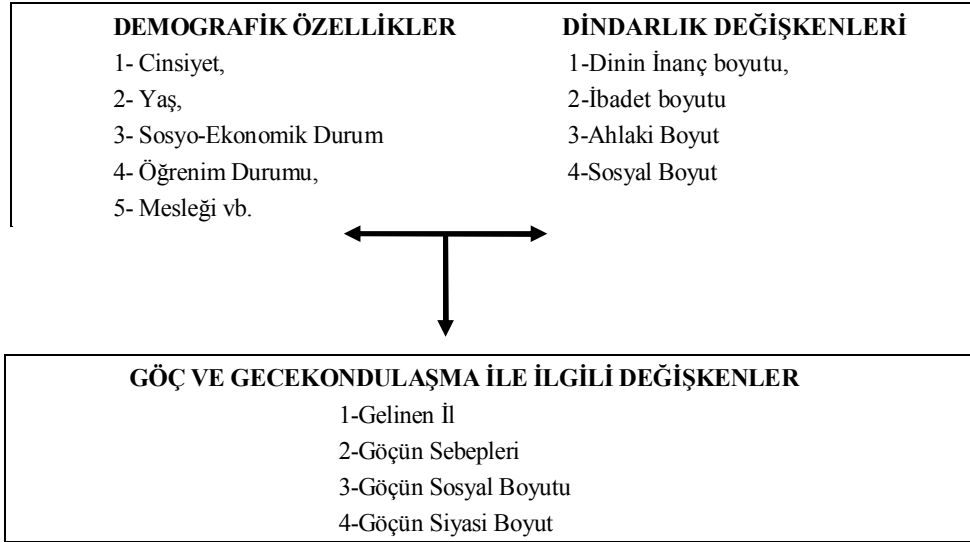 DEMOGRAFİK ÖZELLİKLER
1- Cinsiyet,
2- Yaş,
3- Sosyo-Ekonomik Durum
4- Öğrenim Durumu,
5- Mesleği vb.
DİNDARLIK DEĞİŞKENLERİ
1-Dinin İnanç boyutu,
2-İbadet boyutu
3-Ahlaki Boyut
4-Sosyal Boyut
GÖÇ VE GECEKONDULAŞMA İLE İLGİLİ DEĞİŞKENLER
1-Gelinen İl
2-Göçün Sebepleri
3-Göçün Sosyal Boyutu
4-Göçün Siyasi Boyut